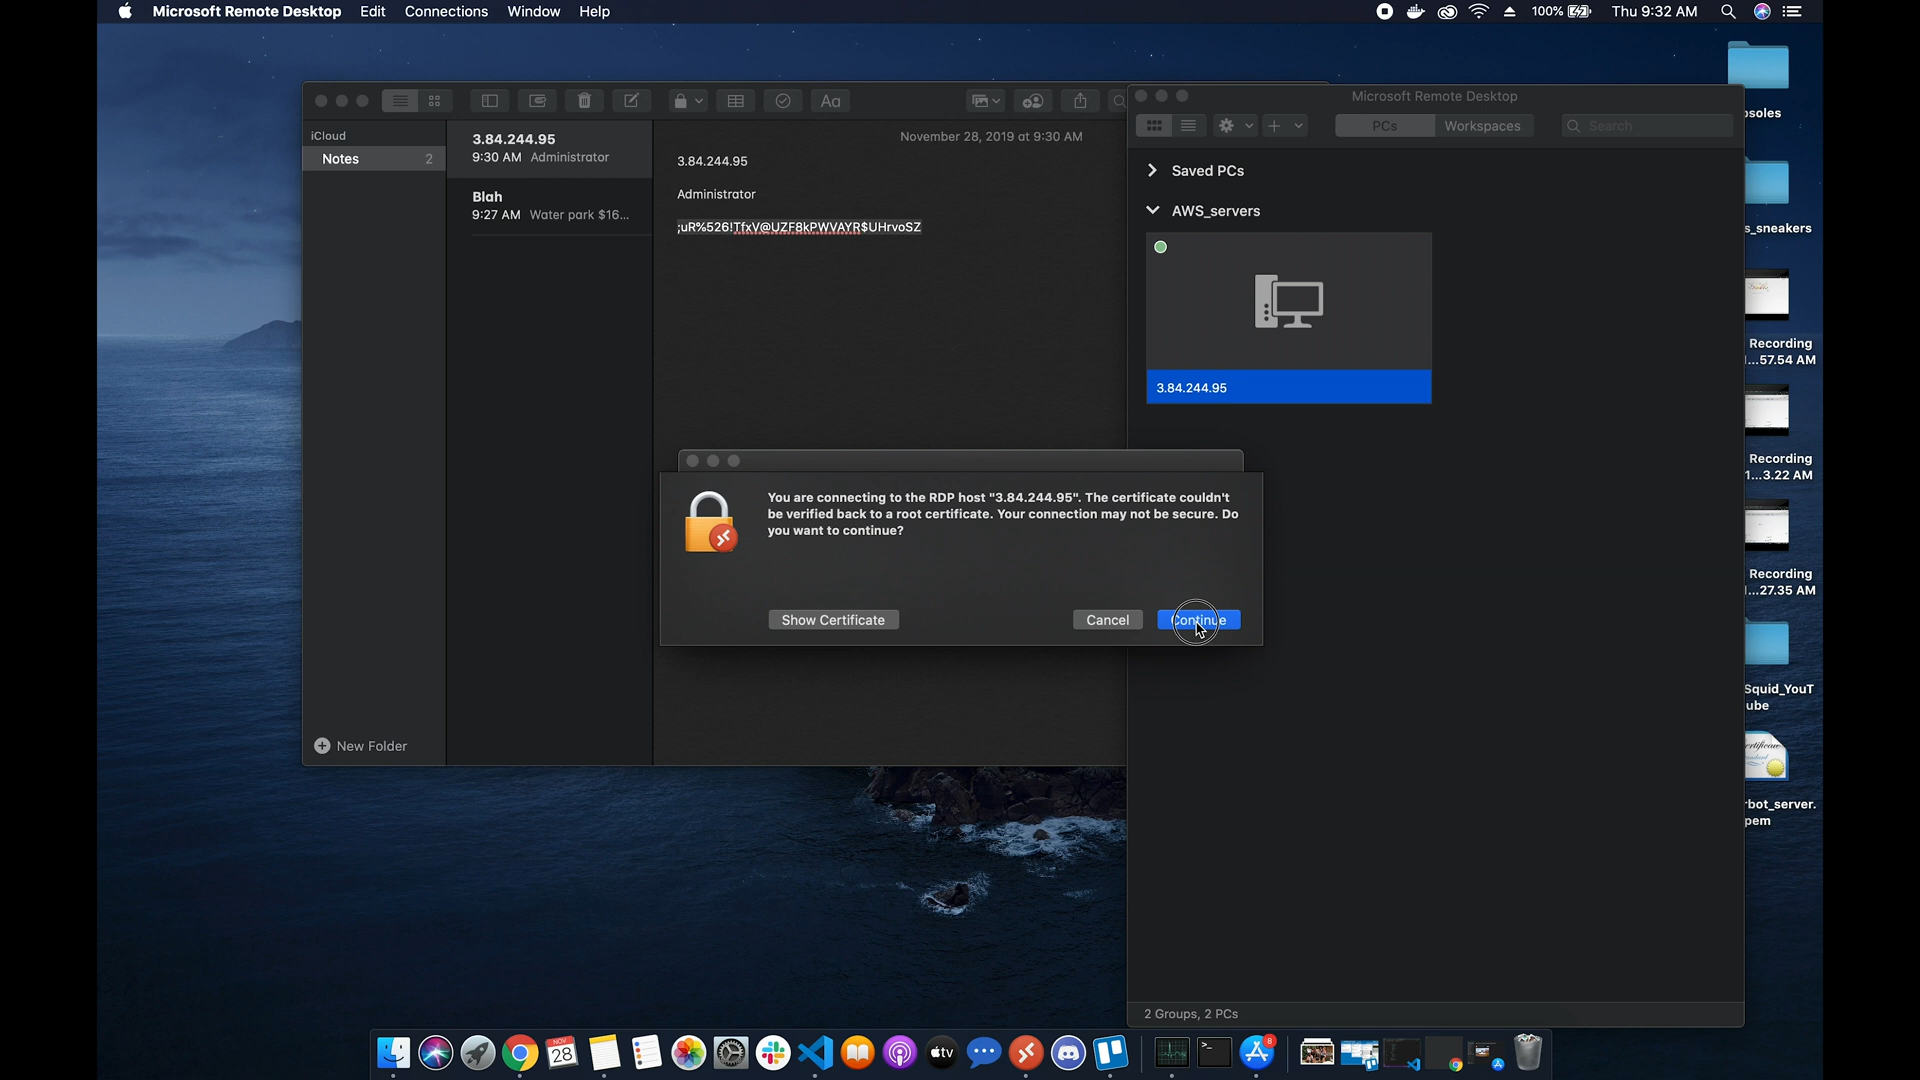 Microsoft Remote Desktop Edit Connections Window Help
100% Thu 9:32 AM
iCloud
Notes 2
New Folder
3.84.244.95
9:30 AM Administrator
Blah
9:27 AM Water park $16...
Aa
November 28, 2019 at 9:30 AM
3.84.244.95
Administrator
;uR%526!TfxV@UZF8kPWVAYR$UHrvoSZ
Microsoft Remote Desktop
PCs Workspaces Search
Saved PCs
AWS_servers
3.84.244.95
2 Groups, 2 PCs
You are connecting to the RDP host "3.84.244.95". The certificate couldn't
be verified back to a root certificate. Your connection may not be secure. Do
you want to continue?
Show Certificate Cancel Continue
soles
s_sneakers
Recording
...57.54 AM
Recording
1...3.22 AM
Recording
...27.35 AM
Squid_YouT
ube
bot_server.
pem
NOV
28
tv
8